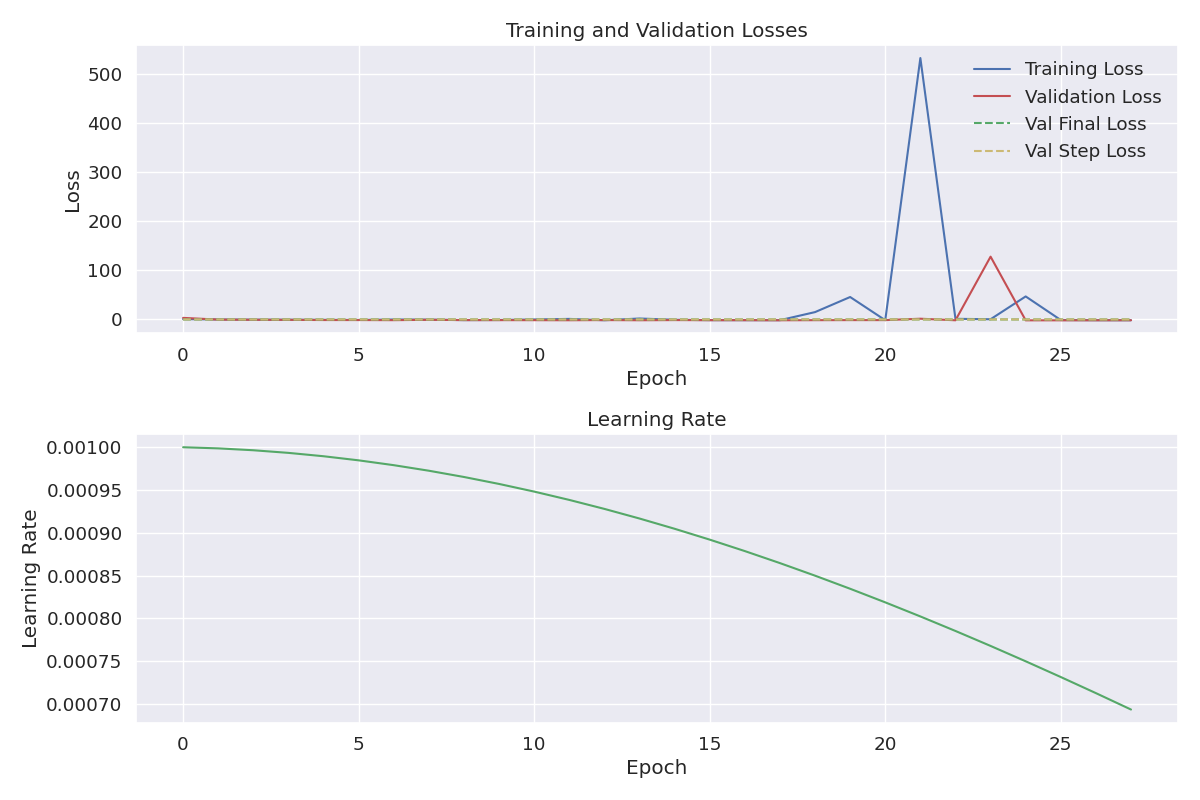 Training and Validation Losses
Loss
500
400
300
200
100
0
Training Loss
Validation Loss
Val Final Loss
Val Step Loss
0 5 10 15 20 25
Epoch
Learning Rate
Learning Rate
0.00100
0.00095
0.00090
0.00085
0.00080
0.00075
0.00070
0 5 10 15 20 25
Epoch